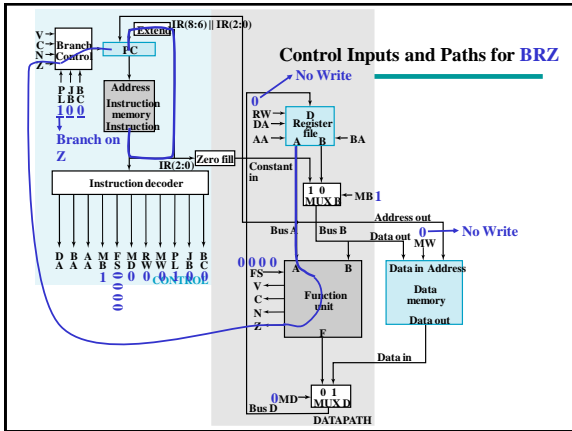 Control Inputs and Paths for BRZ
IR(8:6) || IR(2:0)
Extend
V
C
N
Z
Branch
Control
PC
P
L
J
B
B
C
1 0 0
Branch on
Z
Address
Instruction
memory
Instruction
IR(2:0)
Zero fill
Instruction decoder
D
A
B
A
A
A
M
B
F
S
M
D
R
W
M
W
P
L
J
B
B
C
1
0
0
0
0
0
0
0
1
0
0
CONTROL
0
No Write
RW
DA
AA
D
Register
file
A B
BA
Constant
in
1 0
MUX B
MB 1
Bus A
Bus B
Address out
Data out
0
MW
No Write
0 0 0 0
FS
V
C
N
Z
A
B
Function
unit
F
Data in Address
Data
memory
Data out
Data in
0 MD
0 1
MUX D
Bus D
DATAPATH